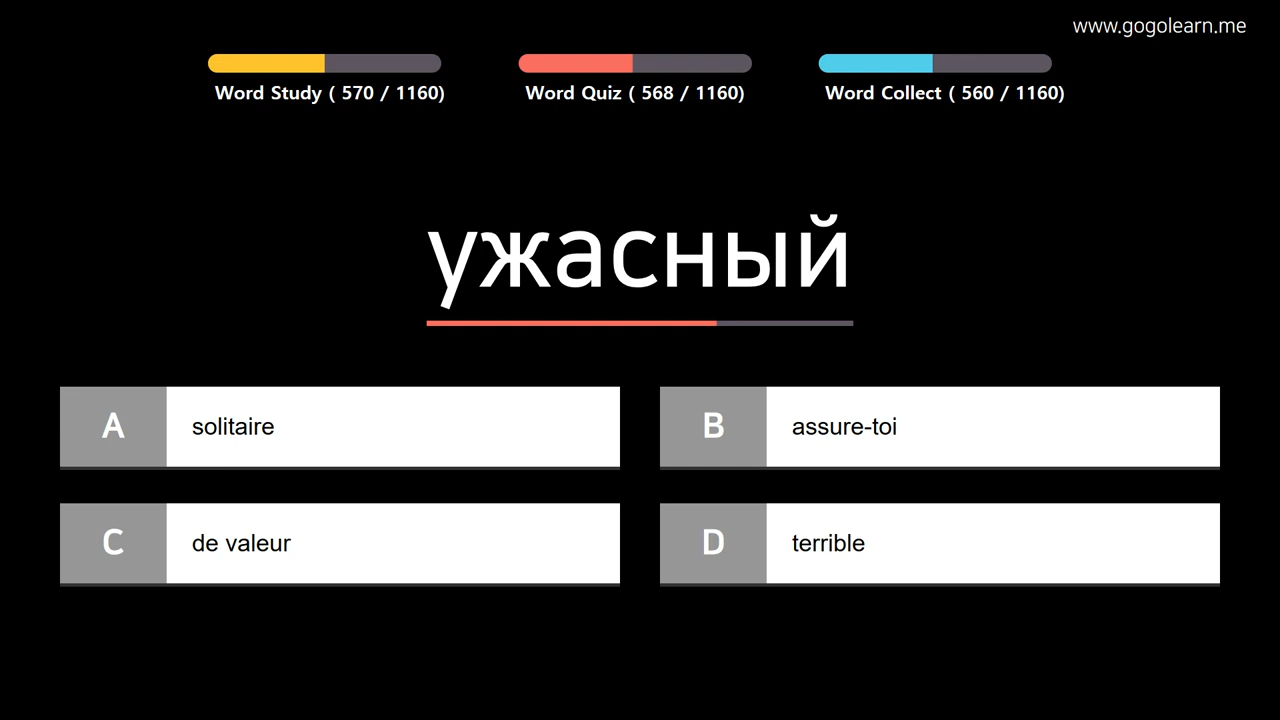 www.gogolearn.me
Word Study ( 570 / 1160)
Word Quiz ( 568 / 1160)
Word Collect ( 560 / 1160)
ужасный
A solitaire
B assure-toi
C de valeur
D terrible